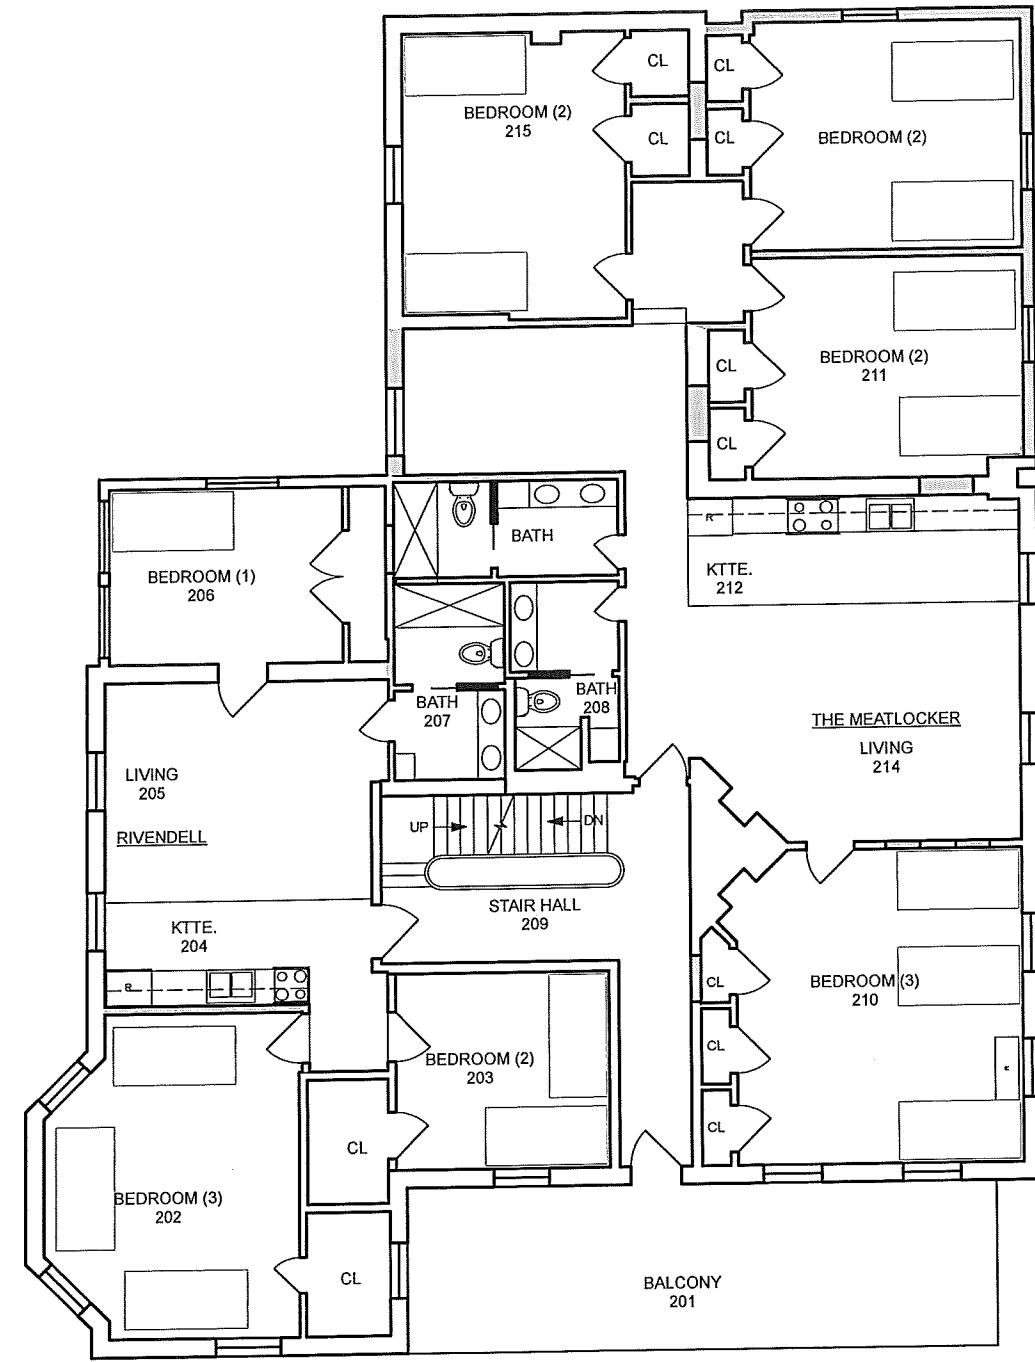 CL
CL
BEDROOM (2)
215
CL
CL
BEDROOM (2)
BEDROOM (2)
211
CL
CL
R
BATH
KTTE.
212
BEDROOM (1)
206
BATH
207
BATH
208
THE MEATLOCKER
LIVING
214
LIVING
205
RIVENDELL
UP
DN
STAIR HALL
209
KTTE.
204
R
CL
BEDROOM (3)
210
CL
R
BEDROOM (2)
203
CL
CL
BEDROOM (3)
202
CL
BALCONY
201